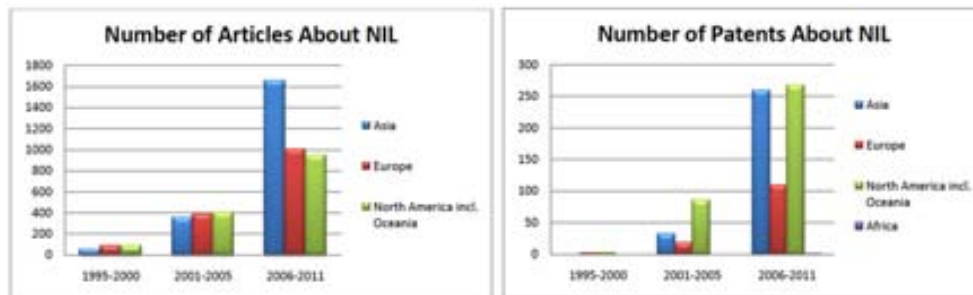 Number of Articles About NIL
1800
1600
1400
1200
1000
800
600
400
200
0
1995-2000
2001-2005
2006-2011
Asia
Europe
North America incl.
Oceania
Number of Patents About NIL
300
250
200
150
100
50
0
1995-2000
2001-2005
2006-2011
Asia
Europe
North America incl.
Oceania
Africa